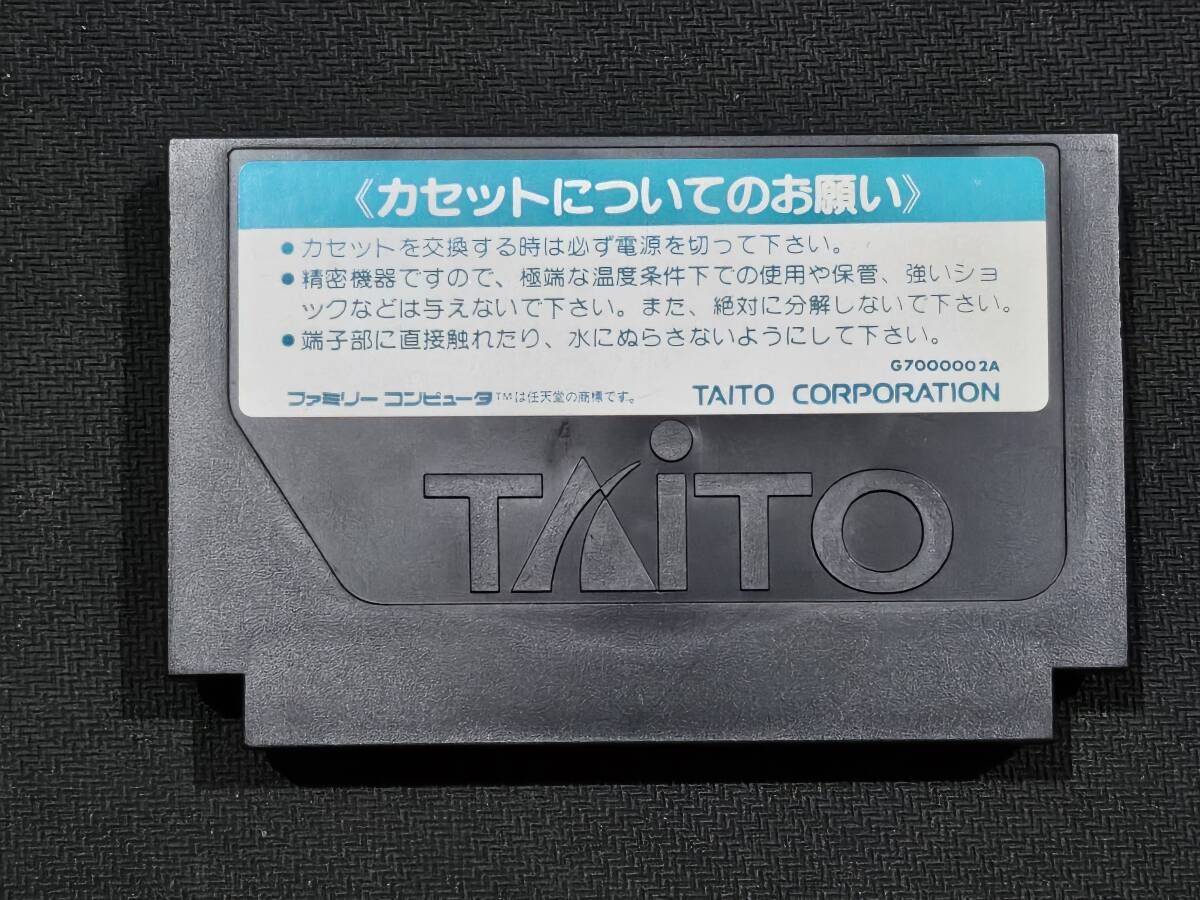 《カセットについてのお願い》
●カセットを交換する時は必ず電源を切って下さい。
●精密機器ですので、極端な温度条件下での使用や保管、強いショ
ックなどは与えないで下さい。また、絶対に分解しないで下さい。
●端子部に直接触れたり、水にぬらさないようにして下さい。
G7000002A
ファミリーコンピュータTMは任天堂の商標です。 TAITO CORPORATION
TAiTO